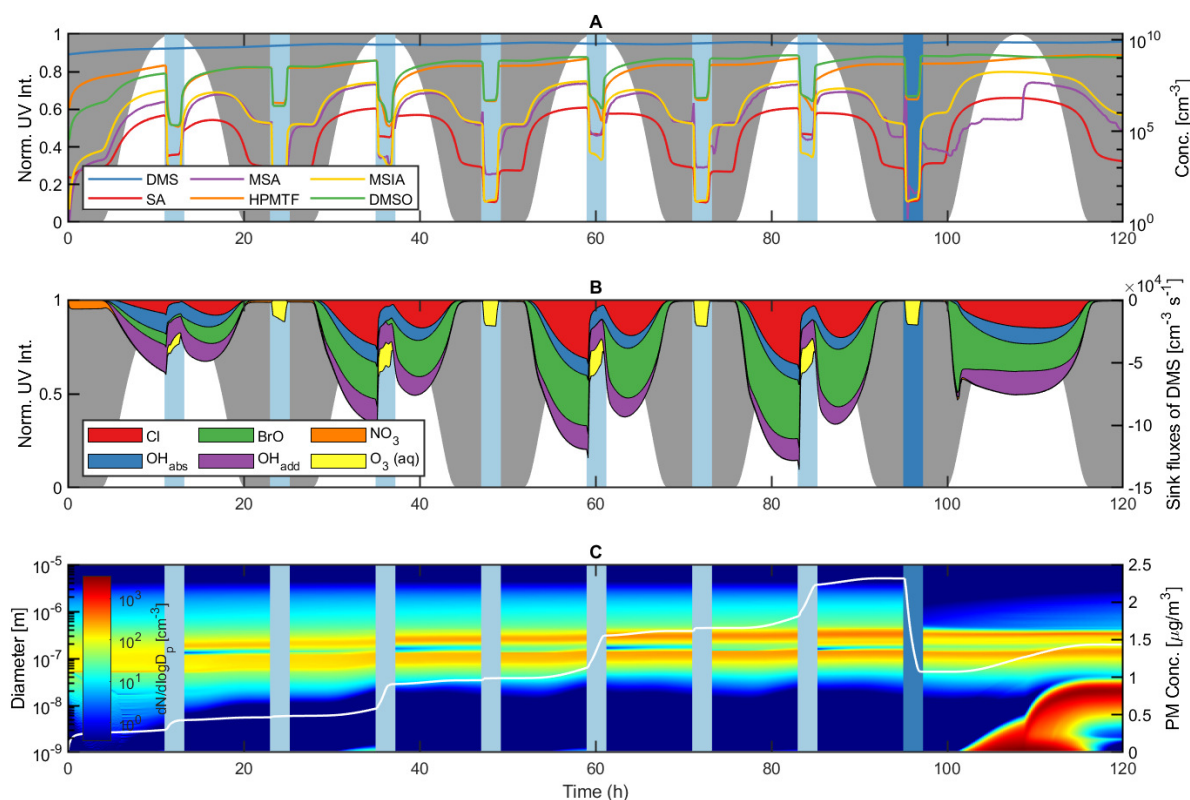 A
Norm. UV Int.
1
0.8
0.6
0.4
0.2
0
DMS
MSA
MSIA
SA
HPMTF
DMSO
10^10
10^5
10^0
Conc. [cm^-3]
0
20
40
60
80
100
120
B
Norm. UV Int.
1
0.5
0
Cl
BrO
NO_3
OH_abs
OH_add
O_3 (aq)
×10^4
0
-5
-10
-15
Sink fluxes of DMS [cm^-3 s^-1]
0
20
40
60
80
100
120
C
Diameter [m]
10^-5
10^-6
10^-7
10^-8
10^-9
10^3
10^2
10^1
10^0
dN/dlogD_p [cm^-3]
2.5
2
1.5
1
0.5
0
PM Conc. [μg/m^3]
0
20
40
60
80
100
120
Time (h)